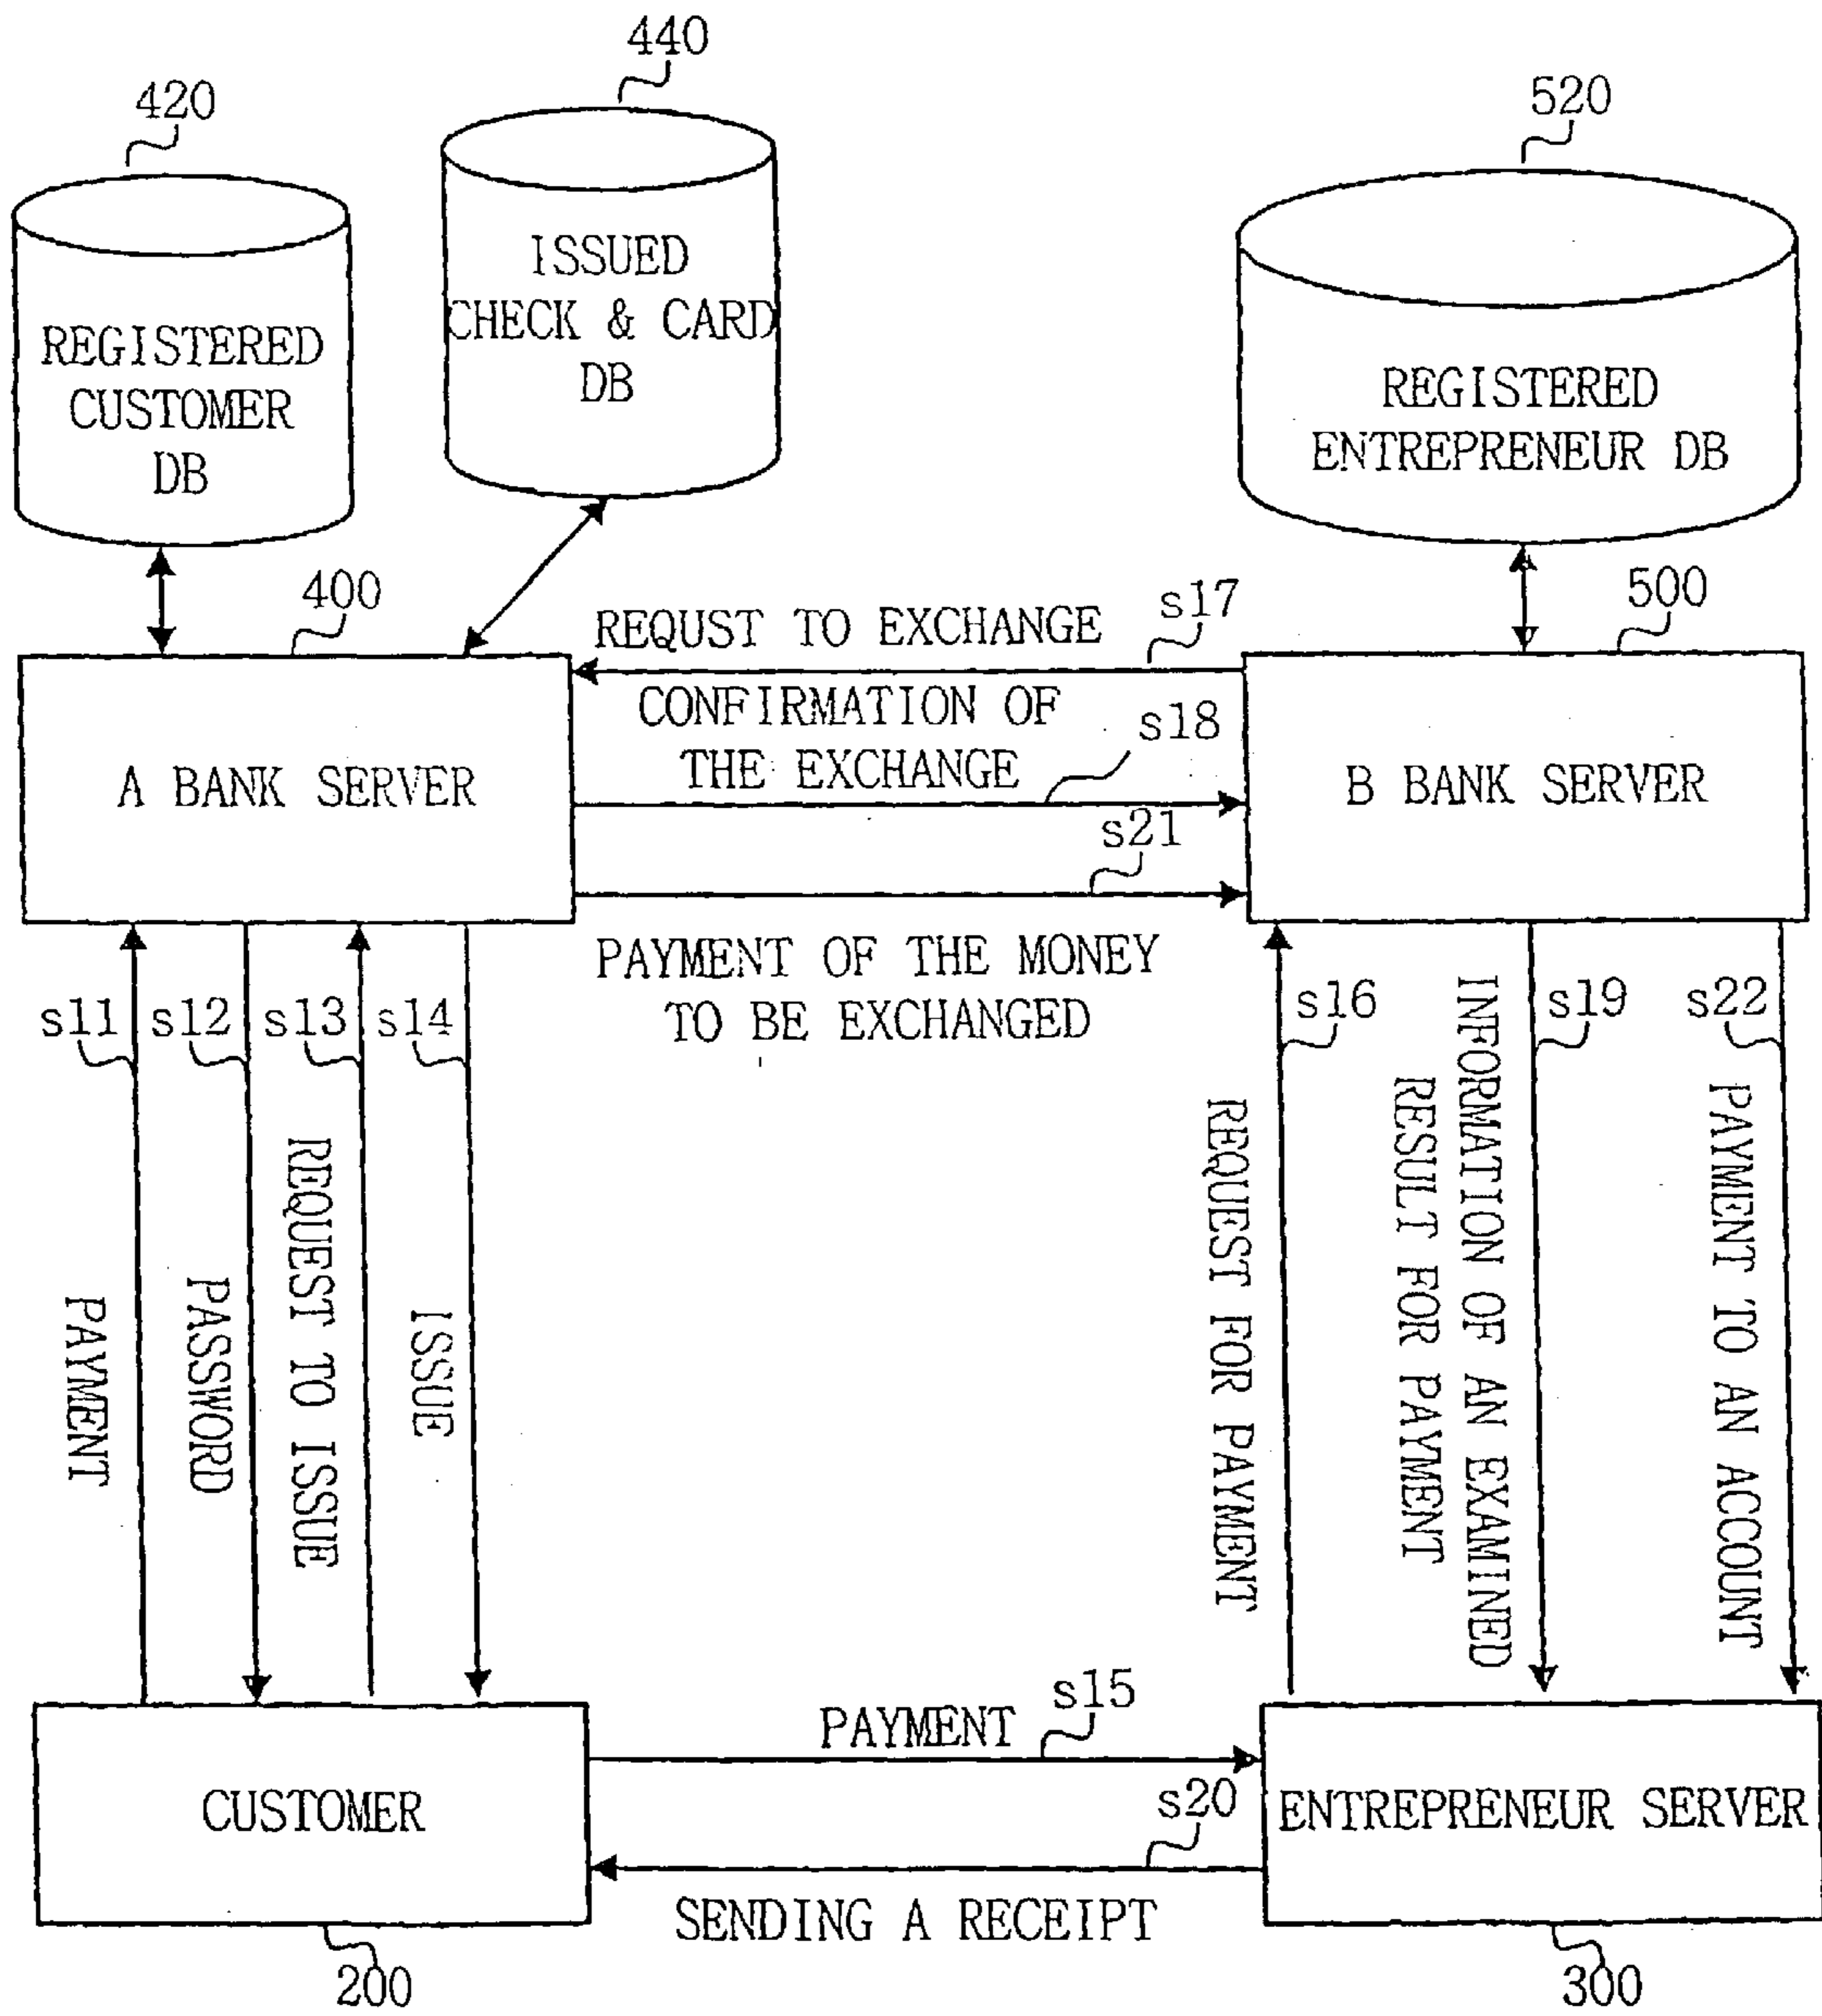 440
420
520
ISSUED
CHECK & CARD
DB
REGISTERED
CUSTOMER
DB
REGISTERED
ENTREPRENEUR DB
400
s17
500
REQUST TO EXCHANGE
CONFIRMATION OF
THE EXCHANGE
s18
A BANK SERVER
B BANK SERVER
s21
PAYMENT OF THE MONEY
TO BE EXCHANGED
s11
s12
s13
s14
s16
s19
s22
PAYMENT
PASSWORD
REQUEST TO ISSUE
ISSUE
REQUEST FOR PAYMENT
INFORMATION OF AN EXAMINED
RESULT FOR PAYMENT
PAYMENT TO AN ACCOUNT
PAYMENT
s15
CUSTOMER
s20
ENTREPRENEUR SERVER
SENDING A RECEIPT
200
300